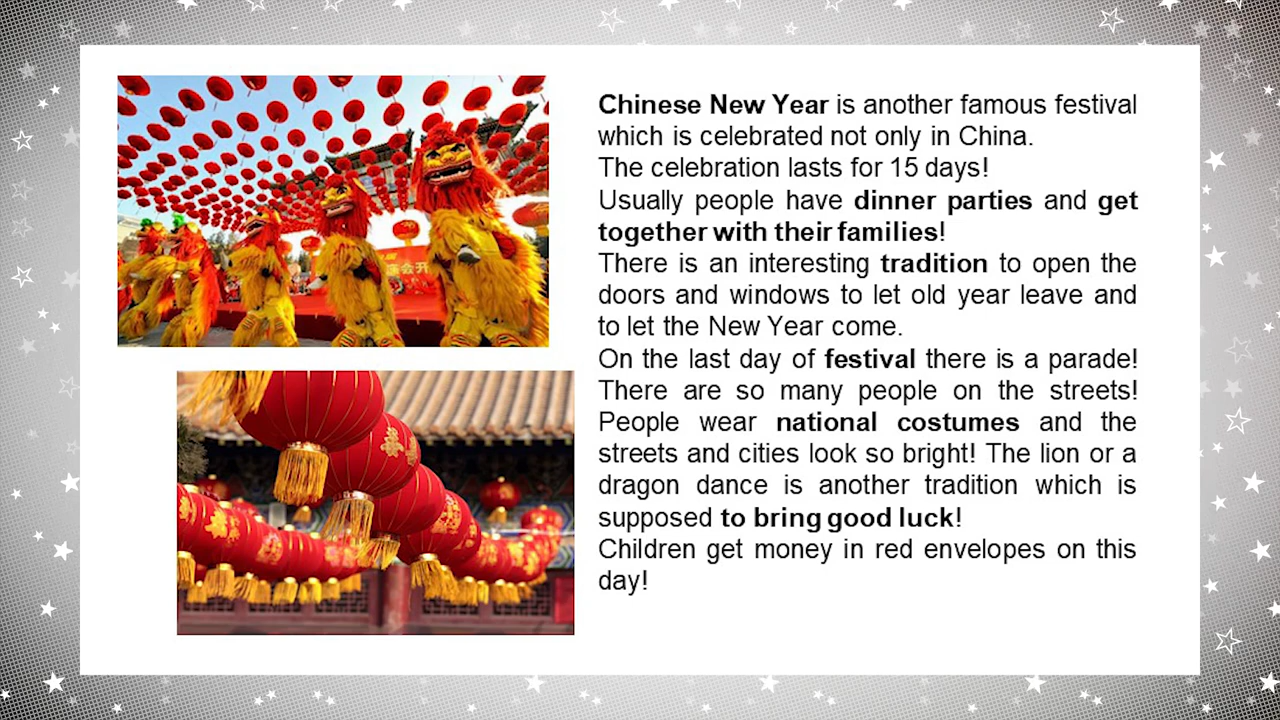 Chinese New Year is another famous festival
which is celebrated not only in China.
The celebration lasts for 15 days!
Usually people have dinner parties and get
together with their families!
There is an interesting tradition to open the
doors and windows to let old year leave and
to let the New Year come.
On the last day of festival there is a parade!
There are so many people on the streets!
People wear national costumes and the
streets and cities look so bright! The lion or a
dragon dance is another tradition which is
supposed to bring good luck!
Children get money in red envelopes on this
day!